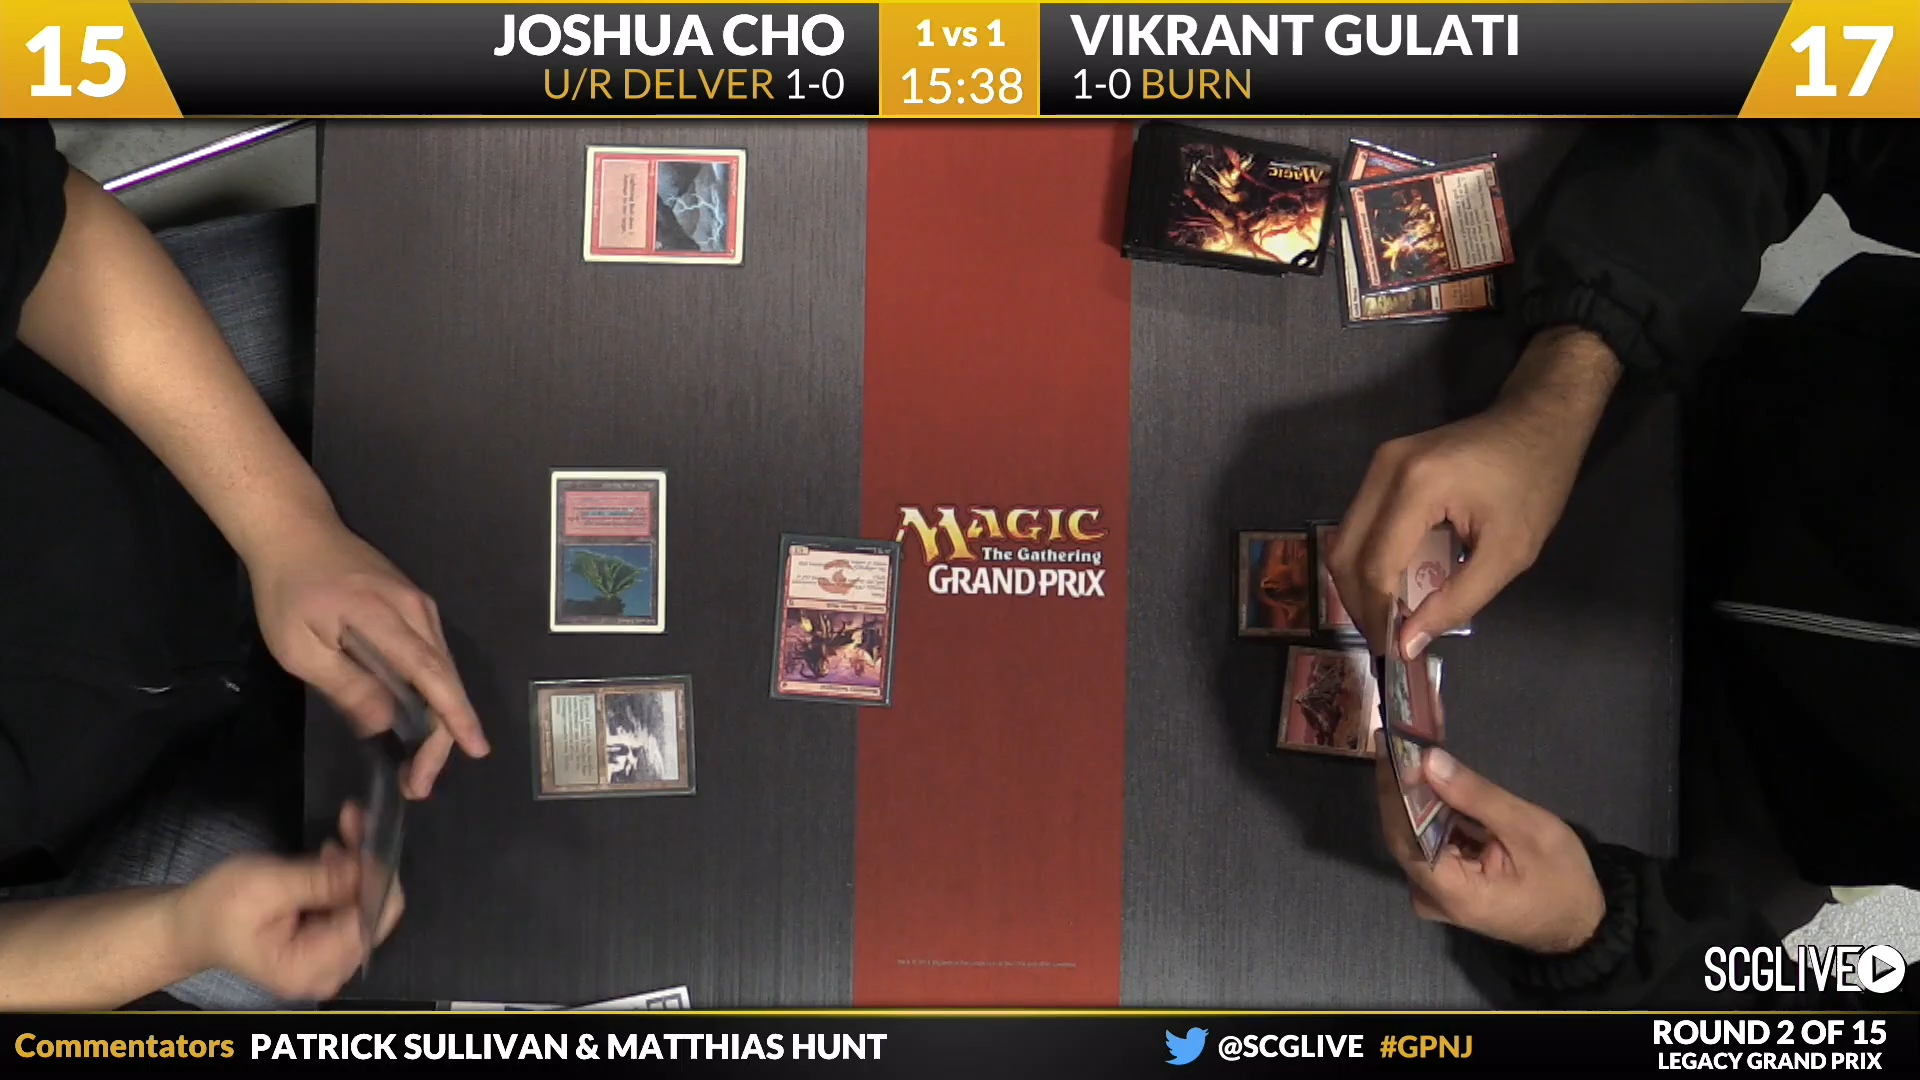 15
JOSHUA CHO
U/R DELVER 1-0
1 vs 1
15:38
VIKRANT GULATI
1-0 BURN
17
MAGIC
MAGIC
The Gathering
GRAND PRIX
SCGLIVE
Commentators PATRICK SULLIVAN & MATTHIAS HUNT
@SCGLIVE #GPNJ
ROUND 2 OF 15
LEGACY GRAND PRIX